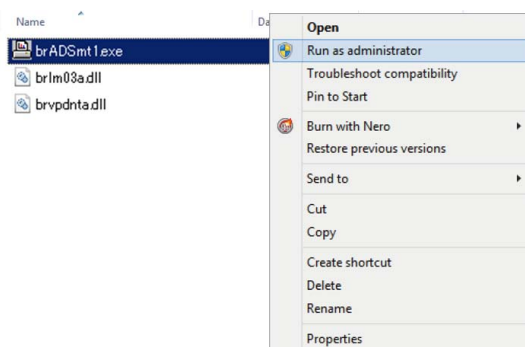 Name
Da
brADSmt1.exe
brlm03a.dll
brvpdnta.dll
Open
Run as administrator
Troubleshoot compatibility
Pin to Start
Burn with Nero
Restore previous versions
Send to
Cut
Copy
Create shortcut
Delete
Rename
Properties